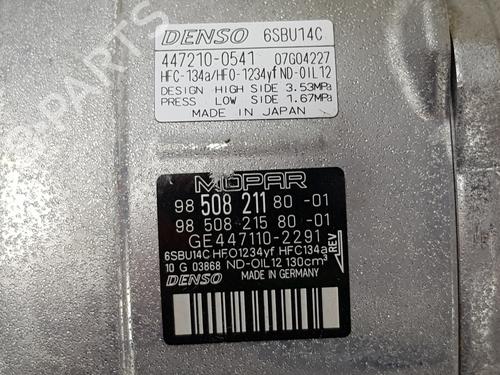 DENSO 6SBU14C
447210-0541 07G04227
HFC-134a/HFO-1234yf ND-OIL12
DESIGN HIGH SIDE 3.53MPa
PRESS LOW SIDE 1.67MPa
MADE IN JAPAN
MOPAR
98 508 211 80 -01
98 508 215 80 -01
GE447110-2291
6SBU14C HFO1234yf HFC134a
10 G 03868 ND-OIL12 130cm³
DENSO MADE IN GERMANY
REV